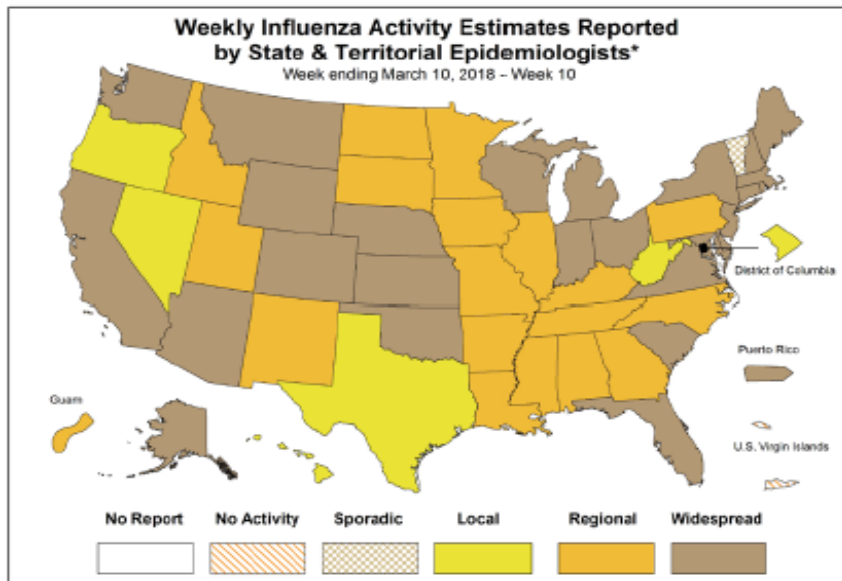 Weekly Influenza Activity Estimates Reported
by State & Territorial Epidemiologists*
Week ending March 10, 2018 - Week 10
District of Columbia
Puerto Rico
Guam
U.S. Virgin Islands
No Report
No Activity
Sporadic
Local
Regional
Widespread